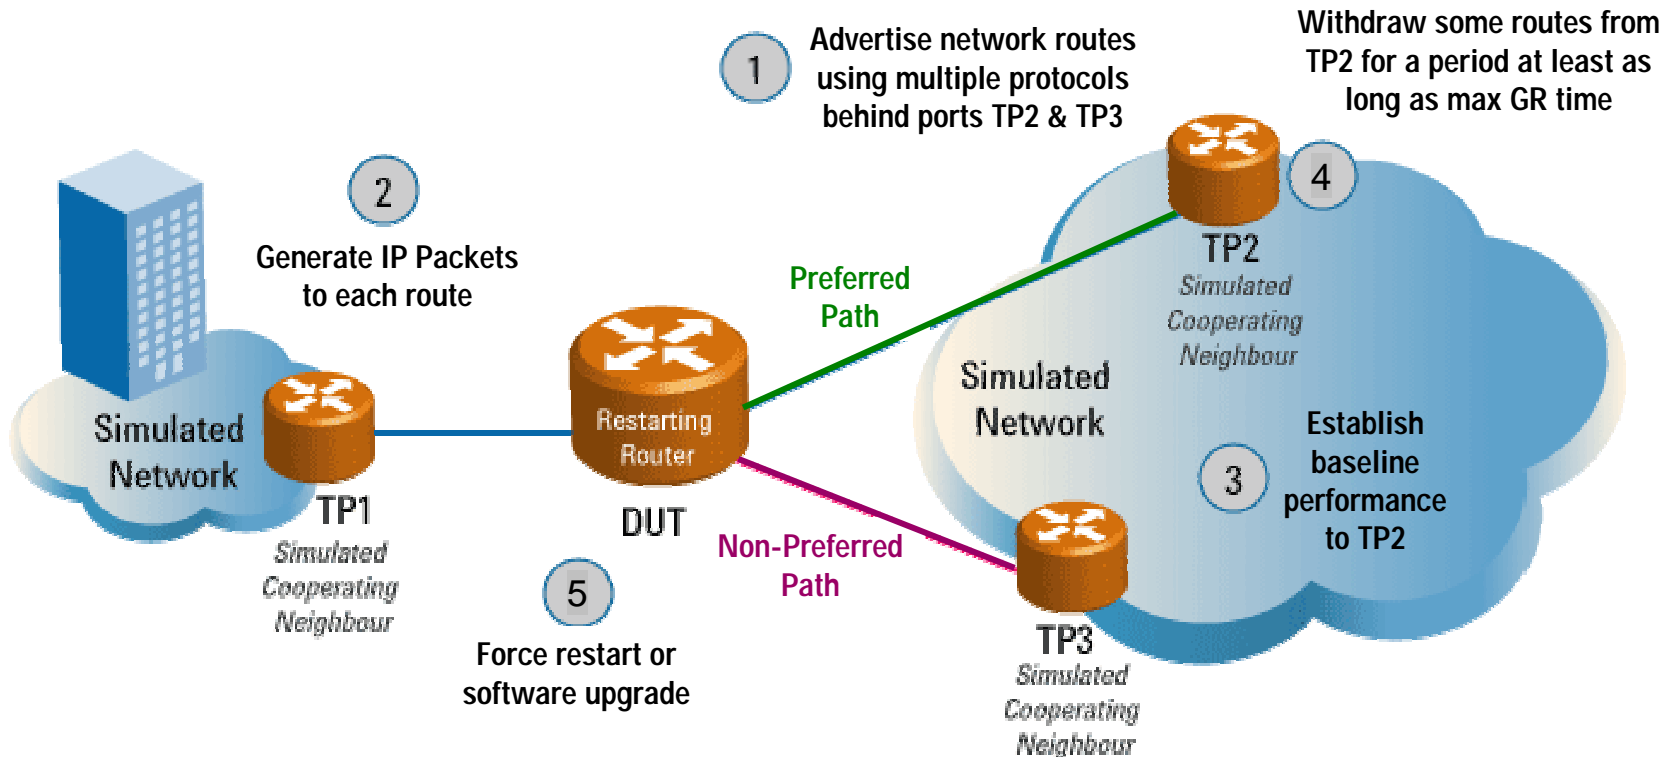 1
Advertise network routes
using multiple protocols
behind ports TP2 & TP3
Withdraw some routes from
TP2 for a period at least as
long as max GR time
4
2
Generate IP Packets
to each route
Simulated
Network
TP1
Simulated
Cooperating
Neighbour
Restarting
Router
DUT
Preferred
Path
Non-Preferred
Path
TP2
Simulated
Cooperating
Neighbour
Simulated
Network
3
Establish
baseline
performance
to TP2
TP3
Simulated
Cooperating
Neighbour
5
Force restart or
software upgrade